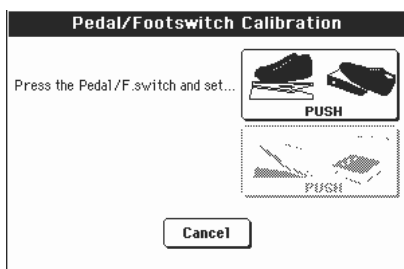 Pedal/Footswitch Calibration
Press the Pedal/F.switch and set...
PUSH
PUSH
Cancel